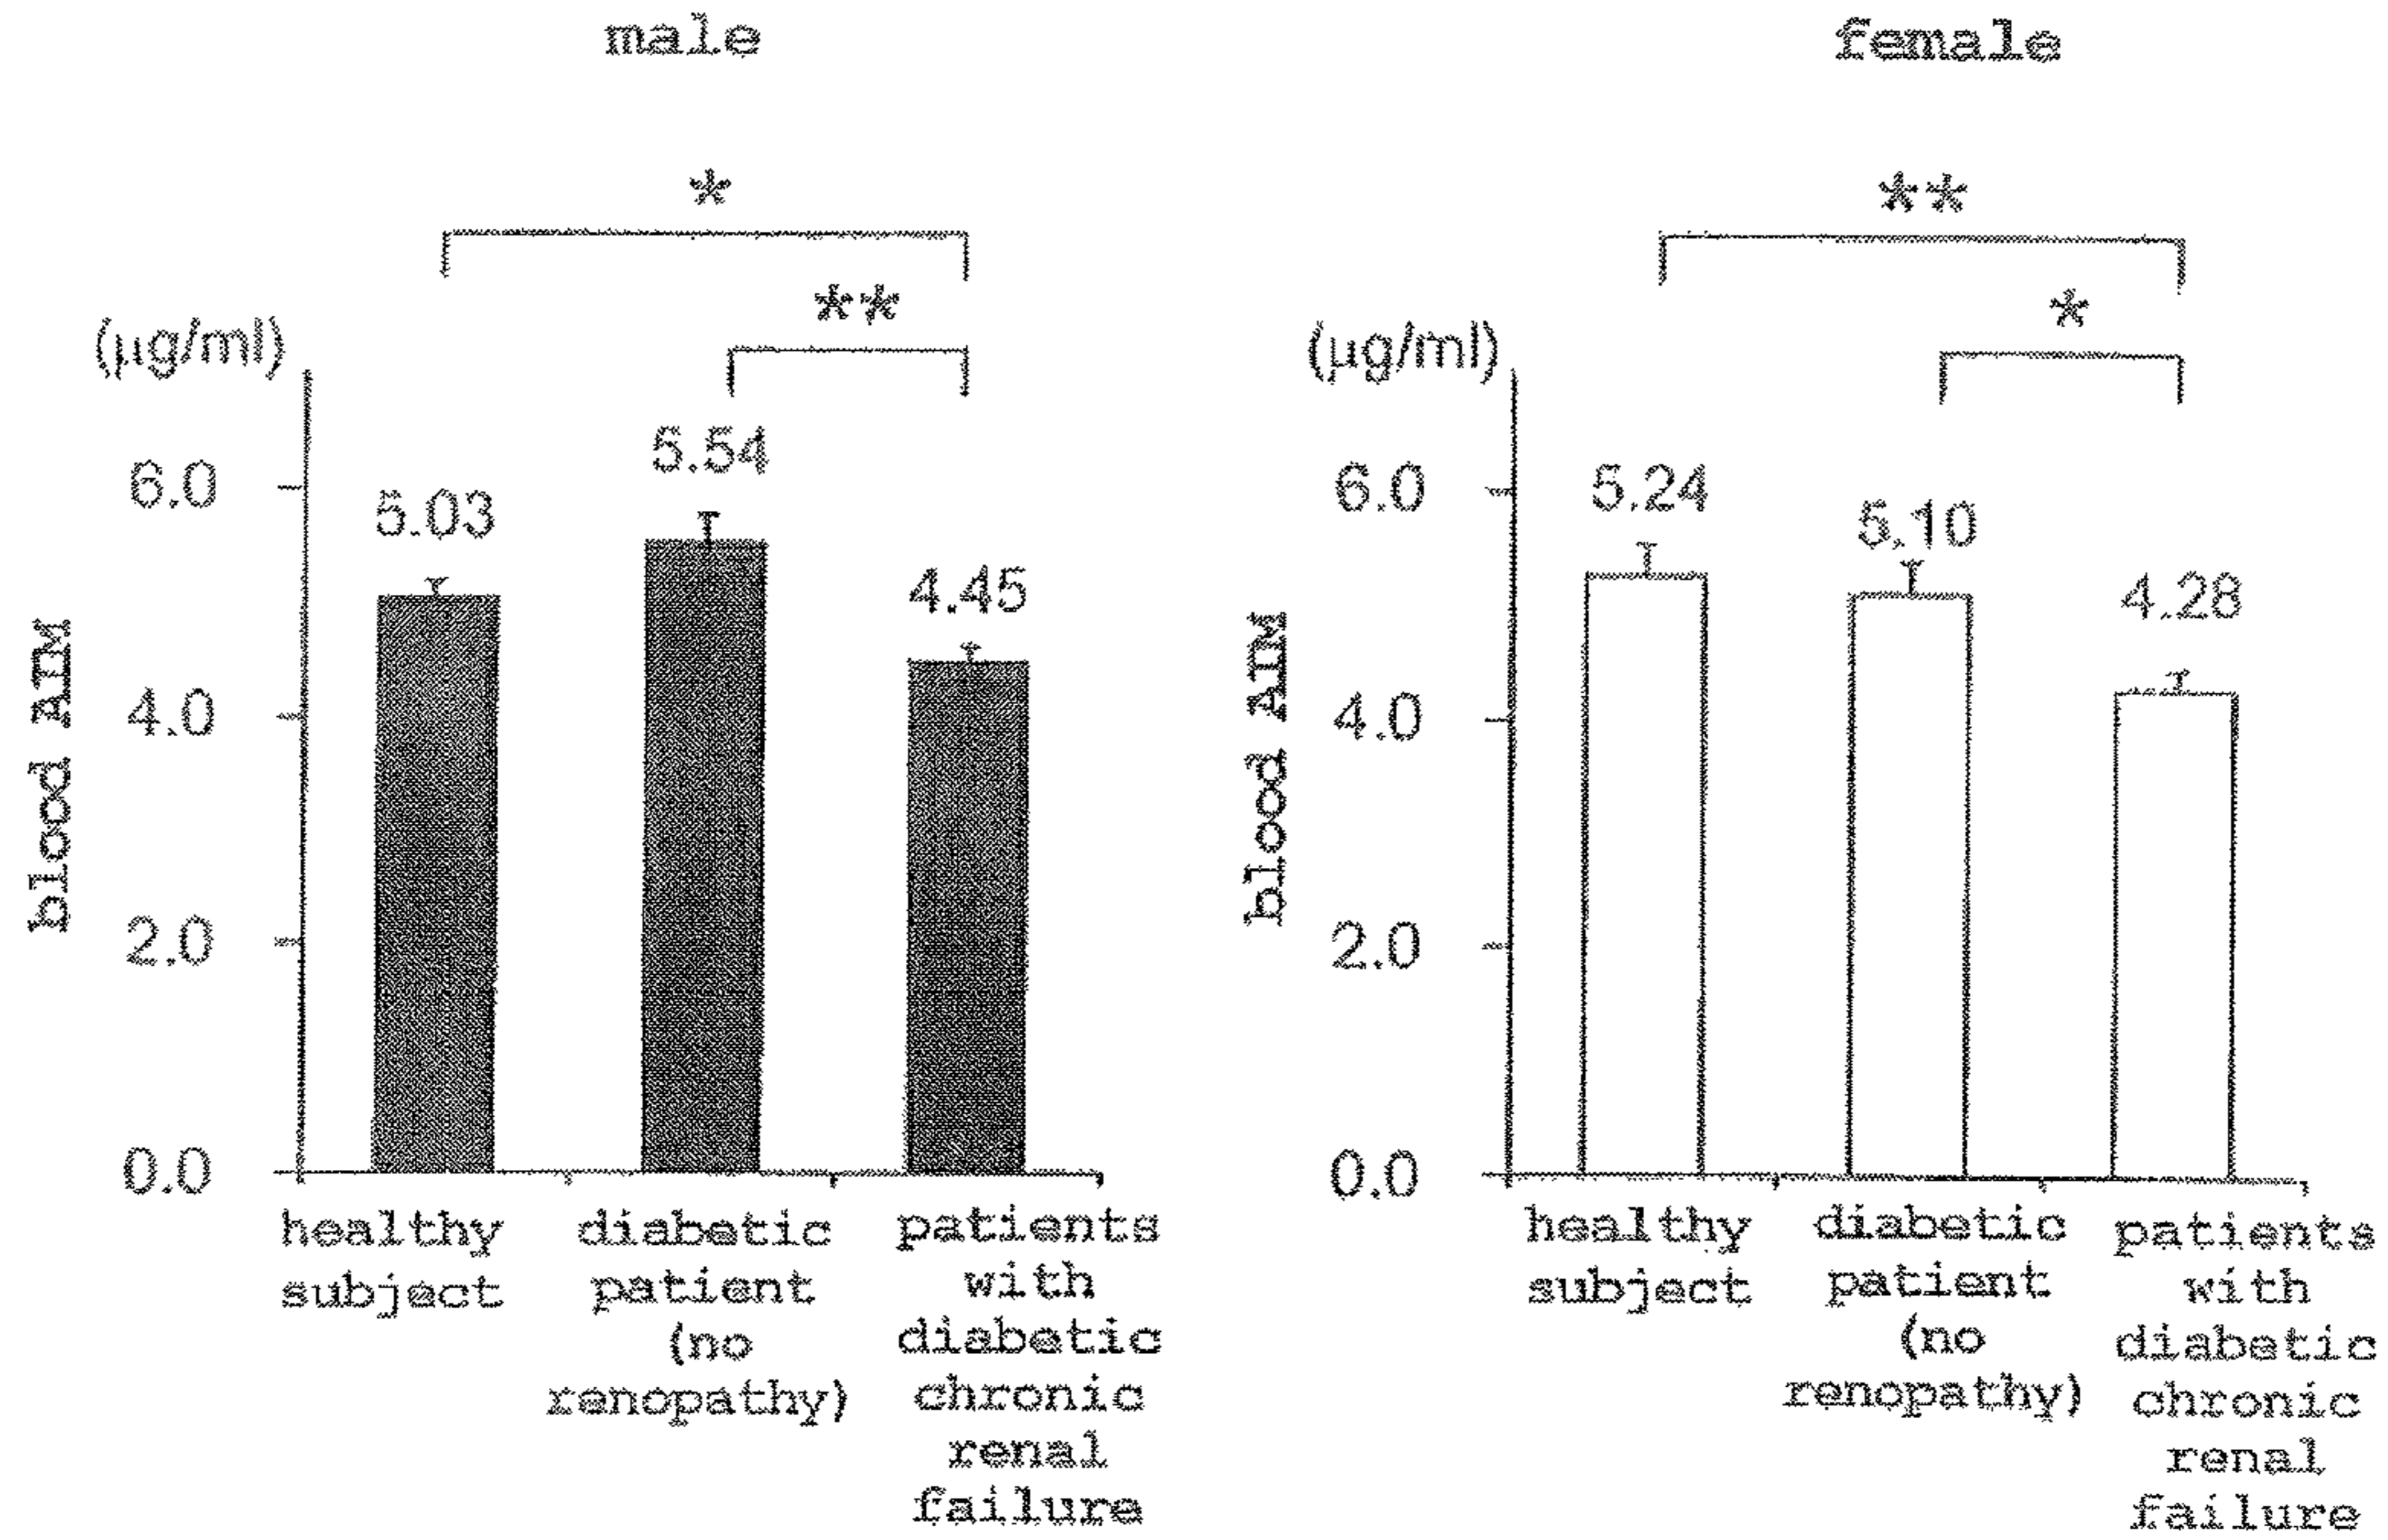 male
*
**
(µg/ml)
5.54
6.0
5.03
4.45
4.0
blood AIM
2.0
0.0
healthy
subject
diabetic
patient
(no
renopathy)
patients
with
diabetic
chronic
renal
failure
female
**
*
(µg/ml)
6.0
5.24
5.10
4.28
4.0
blood AIM
2.0
0.0
healthy
subject
diabetic
patient
(no
renopathy)
patients
with
diabetic
chronic
renal
failure